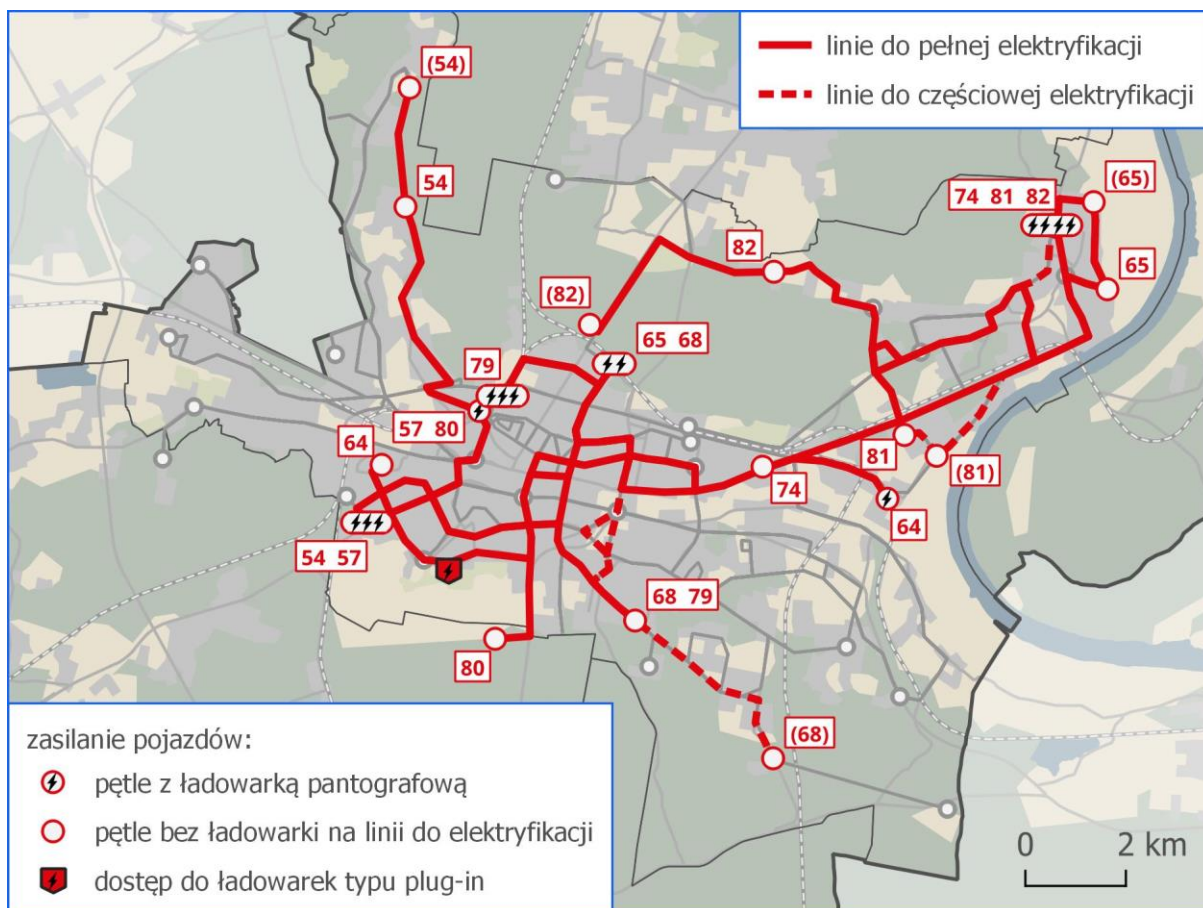 linie do pełnej elektryfikacji
linie do częściowej elektryfikacji
(54)
54
74 81 82
(65)
65
82
(82)
65 68
79
57 80
64
54 57
74
81
(81)
64
68 79
80
(68)
zasilanie pojazdów:
pętle z ładowarką pantografową
pętle bez ładowarki na linii do elektryfikacji
dostęp do ładowarek typu plug-in
0 2 km